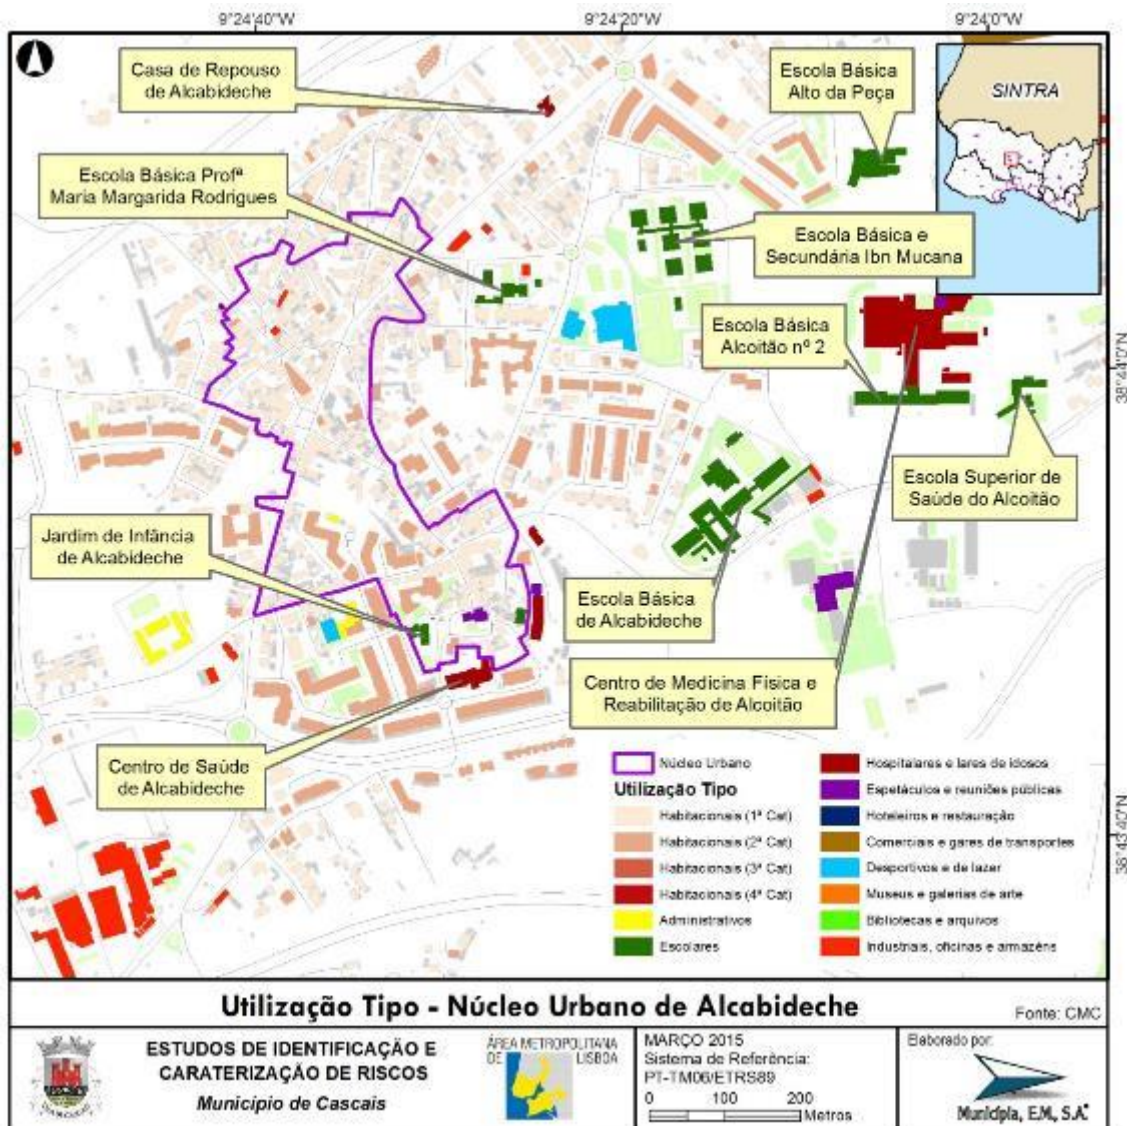 9°24'40"W
9°24'20"W
9°24'0"W
Casa de Repouso
de Alcabideche
Escola Básica
Alto da Peça
SINTRA
Escola Básica Profª
Maria Margarida Rodrigues
Escola Básica e
Secundária Ibn Mucana
Escola Básica
Alcoitão nº 2
38°44'0"N
Escola Superior de
Saúde do Alcoitão
Jardim de Infância
de Alcabideche
Escola Básica
de Alcabideche
Centro de Medicina Física e
Reabilitação de Alcoitão
Centro de Saúde
de Alcabideche
38°43'40"N
Núcleo Urbano
Utilização Tipo
Habitacionais (1ª Cat)
Habitacionais (2ª Cat)
Habitacionais (3ª Cat)
Habitacionais (4ª Cat)
Administrativos
Escolares
Hospitalares e lares de idosos
Espetáculos e reuniões públicas
Hoteleiros e restauração
Comerciais e gares de transportes
Desportivos e de lazer
Museus e galerias de arte
Bibliotecas e arquivos
Industriais, oficinas e armazéns
Utilização Tipo - Núcleo Urbano de Alcabideche
Fonte: CMC
ESTUDOS DE IDENTIFICAÇÃO E
CARATERIZAÇÃO DE RISCOS
Município de Cascais
ÁREA METROPOLITANA
DE LISBOA
MARÇO 2015
Sistema de Referência:
PT-TM06/ETRS89
0 100 200
Metros
Elaborado por:
Municípia, E.M., S.A.